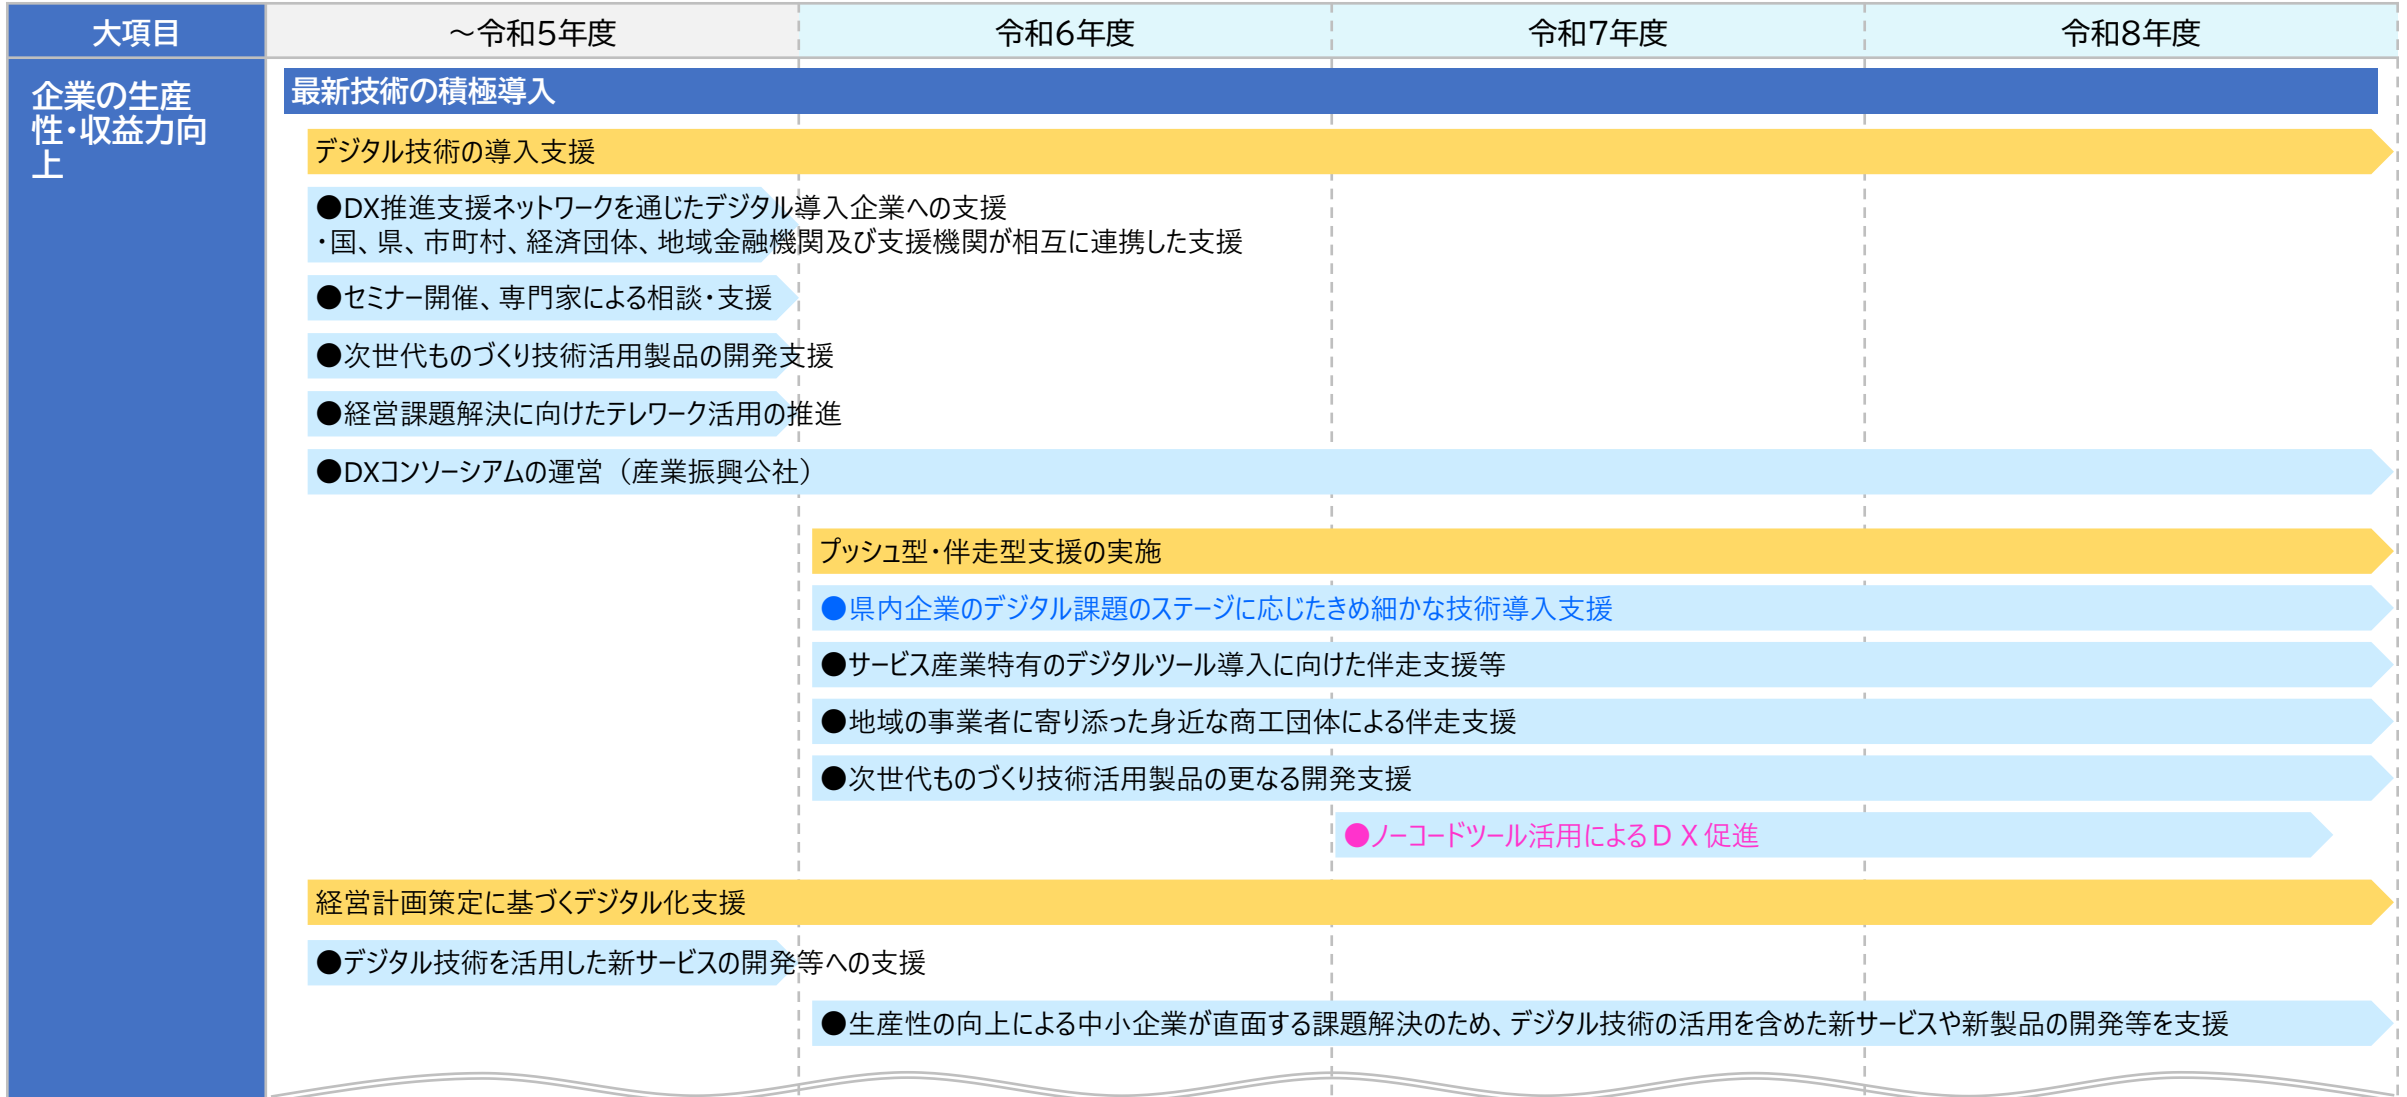 大項目
～令和5年度
令和6年度
令和7年度
令和8年度
企業の生産
性・収益力向
上
最新技術の積極導入
デジタル技術の導入支援
●DX推進支援ネットワークを通じたデジタル導入企業への支援
・国、県、市町村、経済団体、地域金融機関及び支援機関が相互に連携した支援
●セミナー開催、専門家による相談・支援
●次世代ものづくり技術活用製品の開発支援
●経営課題解決に向けたテレワーク活用の推進
●DXコンソーシアムの運営（産業振興公社）
プッシュ型・伴走型支援の実施
●県内企業のデジタル課題のステージに応じたきめ細かな技術導入支援
●サービス産業特有のデジタルツール導入に向けた伴走支援等
●地域の事業者に寄り添った身近な商工団体による伴走支援
●次世代ものづくり技術活用製品の更なる開発支援
●ノーコードツール活用によるＤＸ促進
経営計画策定に基づくデジタル化支援
●デジタル技術を活用した新サービスの開発等への支援
●生産性の向上による中小企業が直面する課題解決のため、デジタル技術の活用を含めた新サービスや新製品の開発等を支援